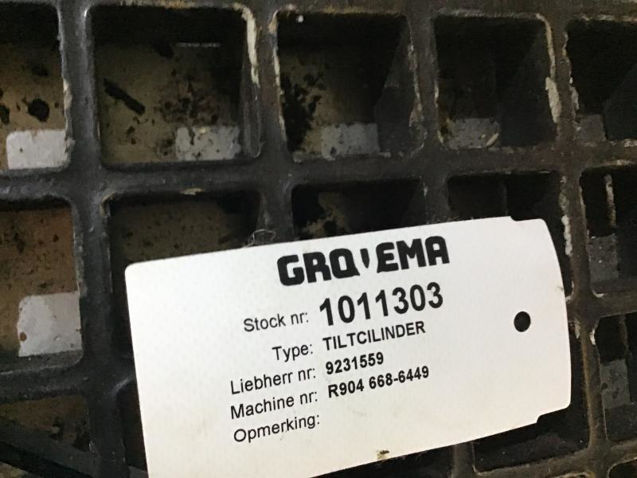 GROVEMA
Stock nr: 1011303
Type: TILTCILINDER
Liebherr nr: 9231559
Machine nr: R904 668-6449
Opmerking: